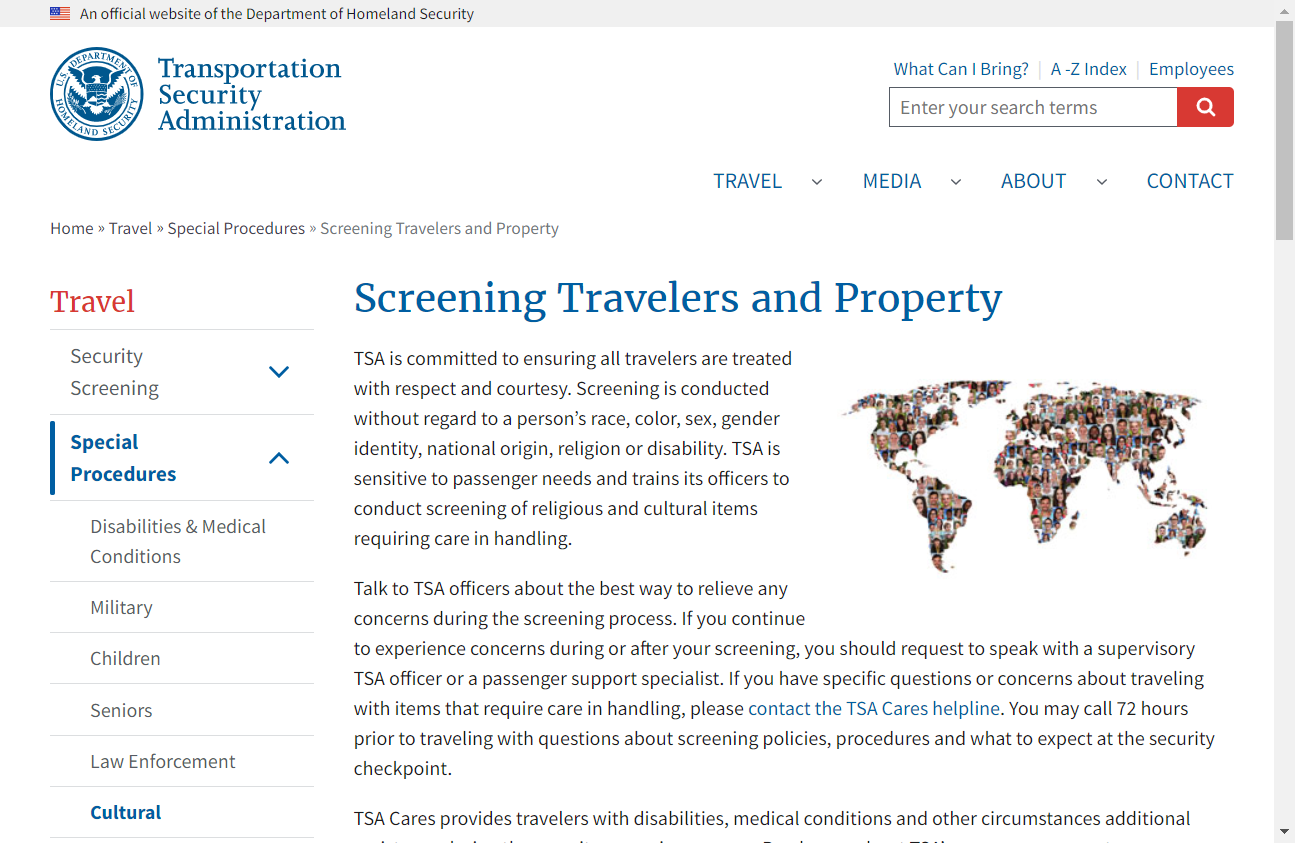 An official website of the Department of Homeland Security
U.S. DEPARTMENT OF HOMELAND SECURITY
Transportation
Security
Administration
What Can I Bring?
A -Z Index
Employees
Enter your search terms
TRAVEL
MEDIA
ABOUT
CONTACT
Home » Travel » Special Procedures » Screening Travelers and Property
Travel
Security
Screening
Special
Procedures
Disabilities & Medical
Conditions
Military
Children
Seniors
Law Enforcement
Cultural
Screening Travelers and Property
TSA is committed to ensuring all travelers are treated
with respect and courtesy. Screening is conducted
without regard to a person’s race, color, sex, gender
identity, national origin, religion or disability. TSA is
sensitive to passenger needs and trains its officers to
conduct screening of religious and cultural items
requiring care in handling.
Talk to TSA officers about the best way to relieve any
concerns during the screening process. If you continue
to experience concerns during or after your screening, you should request to speak with a supervisory
TSA officer or a passenger support specialist. If you have specific questions or concerns about traveling
with items that require care in handling, please contact the TSA Cares helpline. You may call 72 hours
prior to traveling with questions about screening policies, procedures and what to expect at the security
checkpoint.
TSA Cares provides travelers with disabilities, medical conditions and other circumstances additional